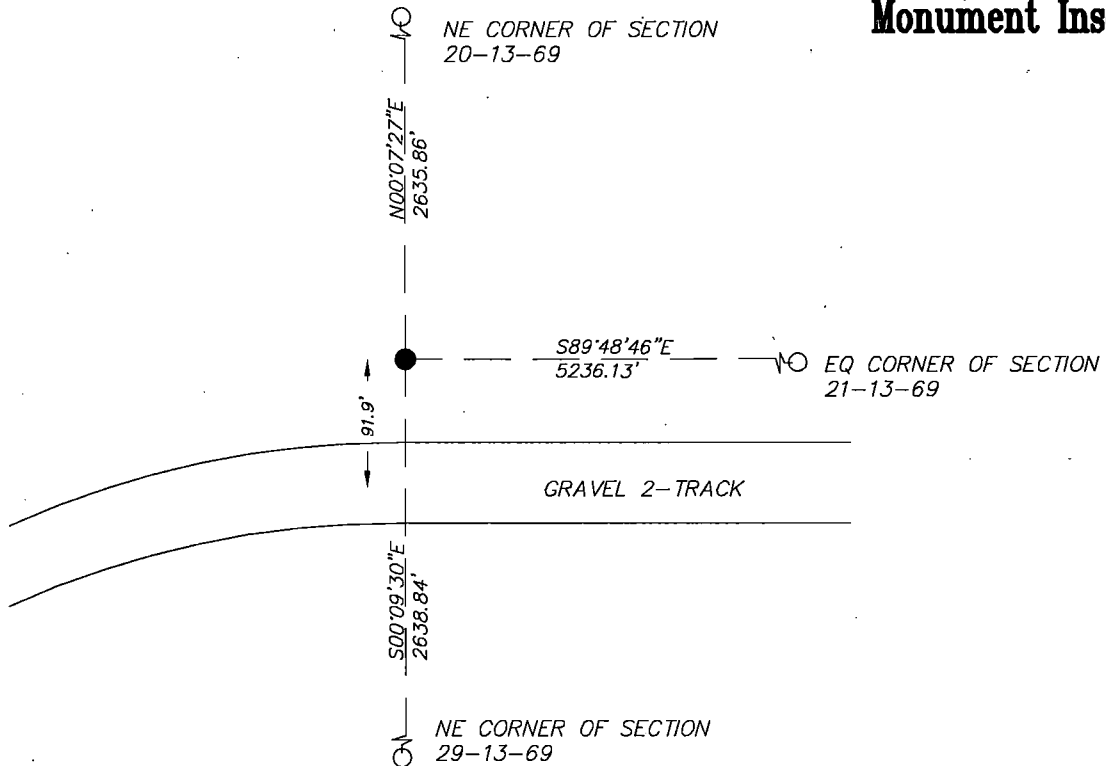 Monument Ins
NE CORNER OF SECTION
20-13-69
N00°07'27"E
2635.86'
S89°48'46"E
5236.13'
EQ CORNER OF SECTION
21-13-69
91.9'
GRAVEL 2-TRACK
S00°09'30"E
2638.84'
NE CORNER OF SECTION
29-13-69